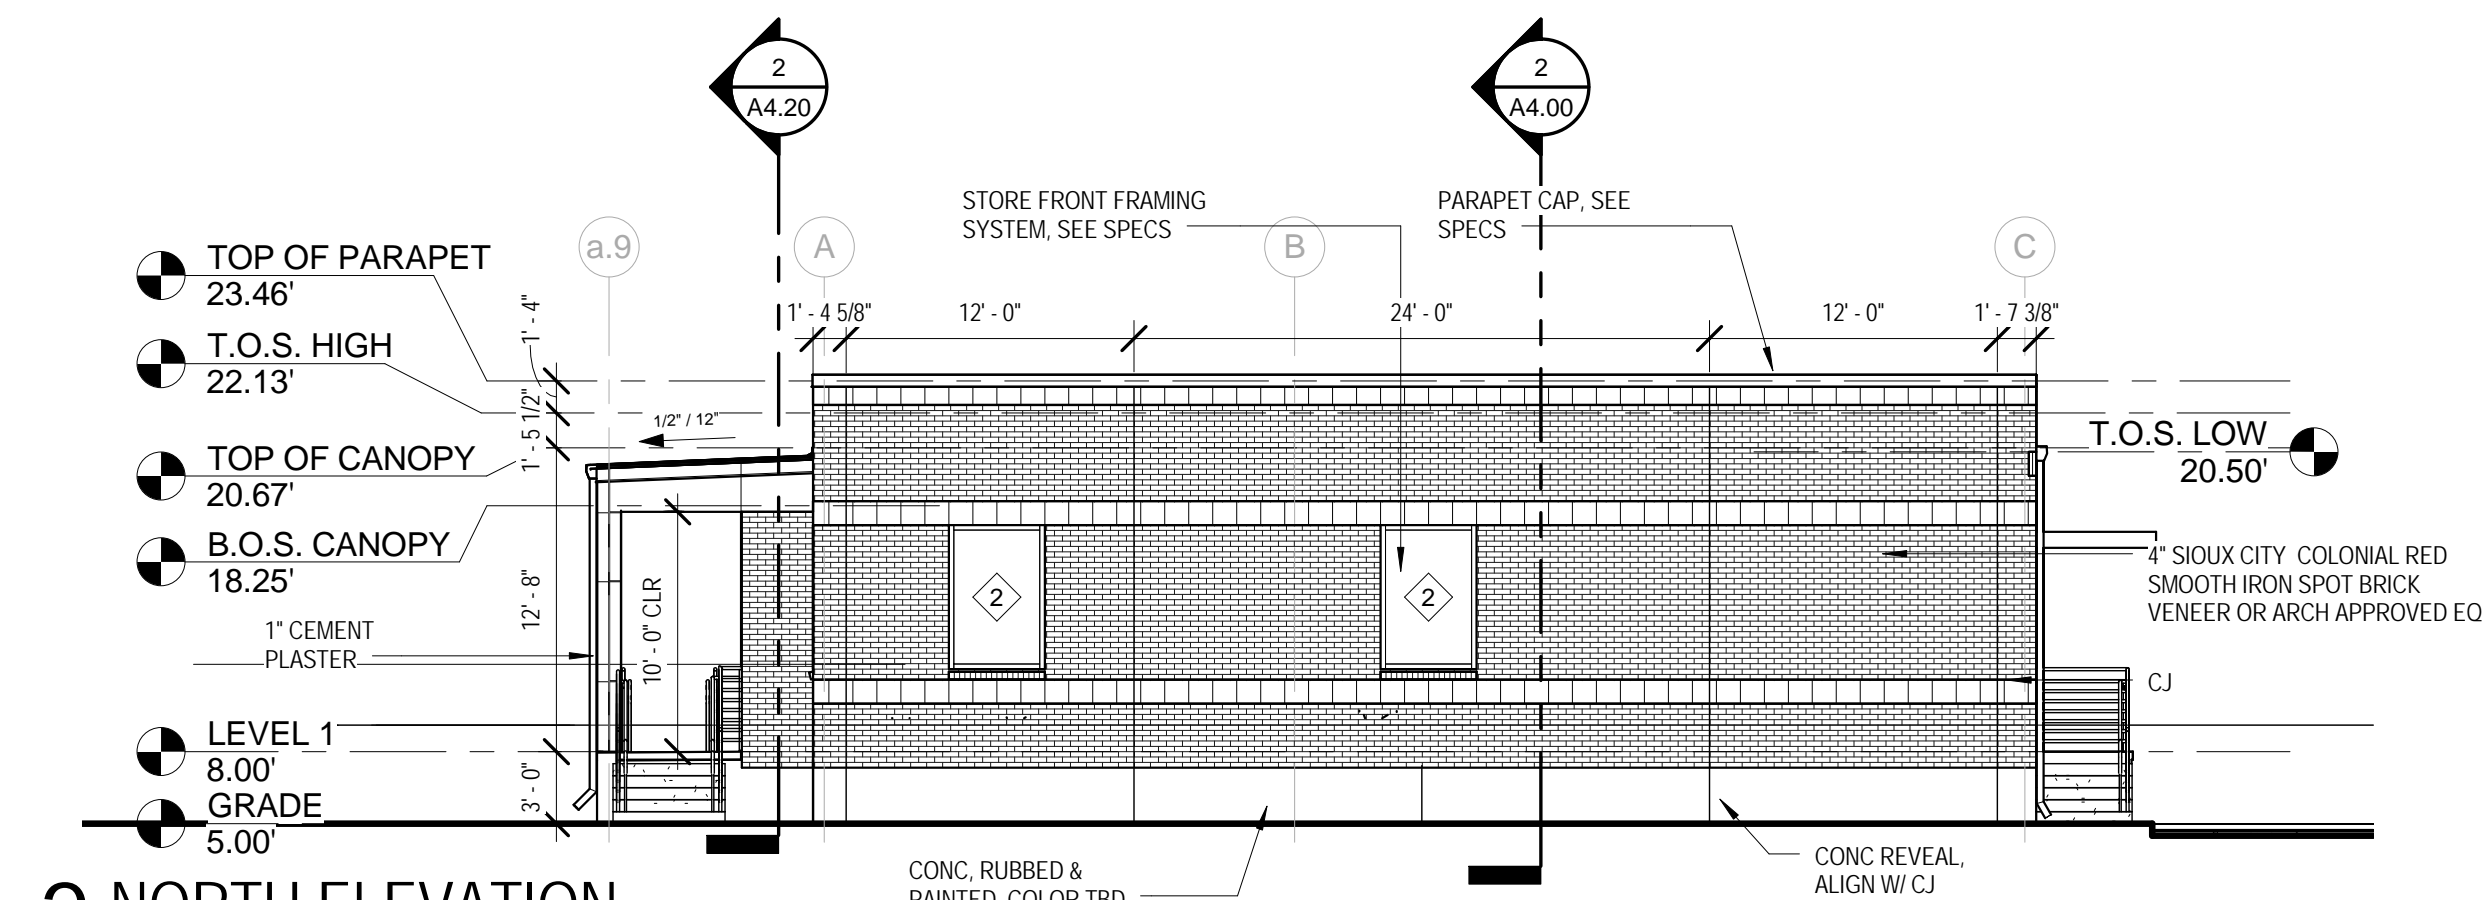 2
A4.20
2
A4.00
STORE FRONT FRAMING
SYSTEM, SEE SPECS
PARAPET CAP, SEE
SPECS
a.9
A
B
C
TOP OF PARAPET
23.46'
T.O.S. HIGH
22.13'
TOP OF CANOPY
20.67'
B.O.S. CANOPY
18.25'
1' - 4"
1' - 5 1/2"
12' - 8"
3' - 0"
1/2" / 12"
1' - 4 5/8"
12' - 0"
24' - 0"
12' - 0"
1' - 7 3/8"
T.O.S. LOW
20.50'
10' - 0" CLR
2
2
4" SIOUX CITY  COLONIAL RED
SMOOTH IRON SPOT BRICK
VENEER OR ARCH APPROVED EQ
1" CEMENT
PLASTER
CJ
LEVEL 1
8.00'
GRADE
5.00'
CONC, RUBBED &
PAINTED, COLOR TBD
CONC REVEAL,
ALIGN W/ CJ
NORTH ELEVATION